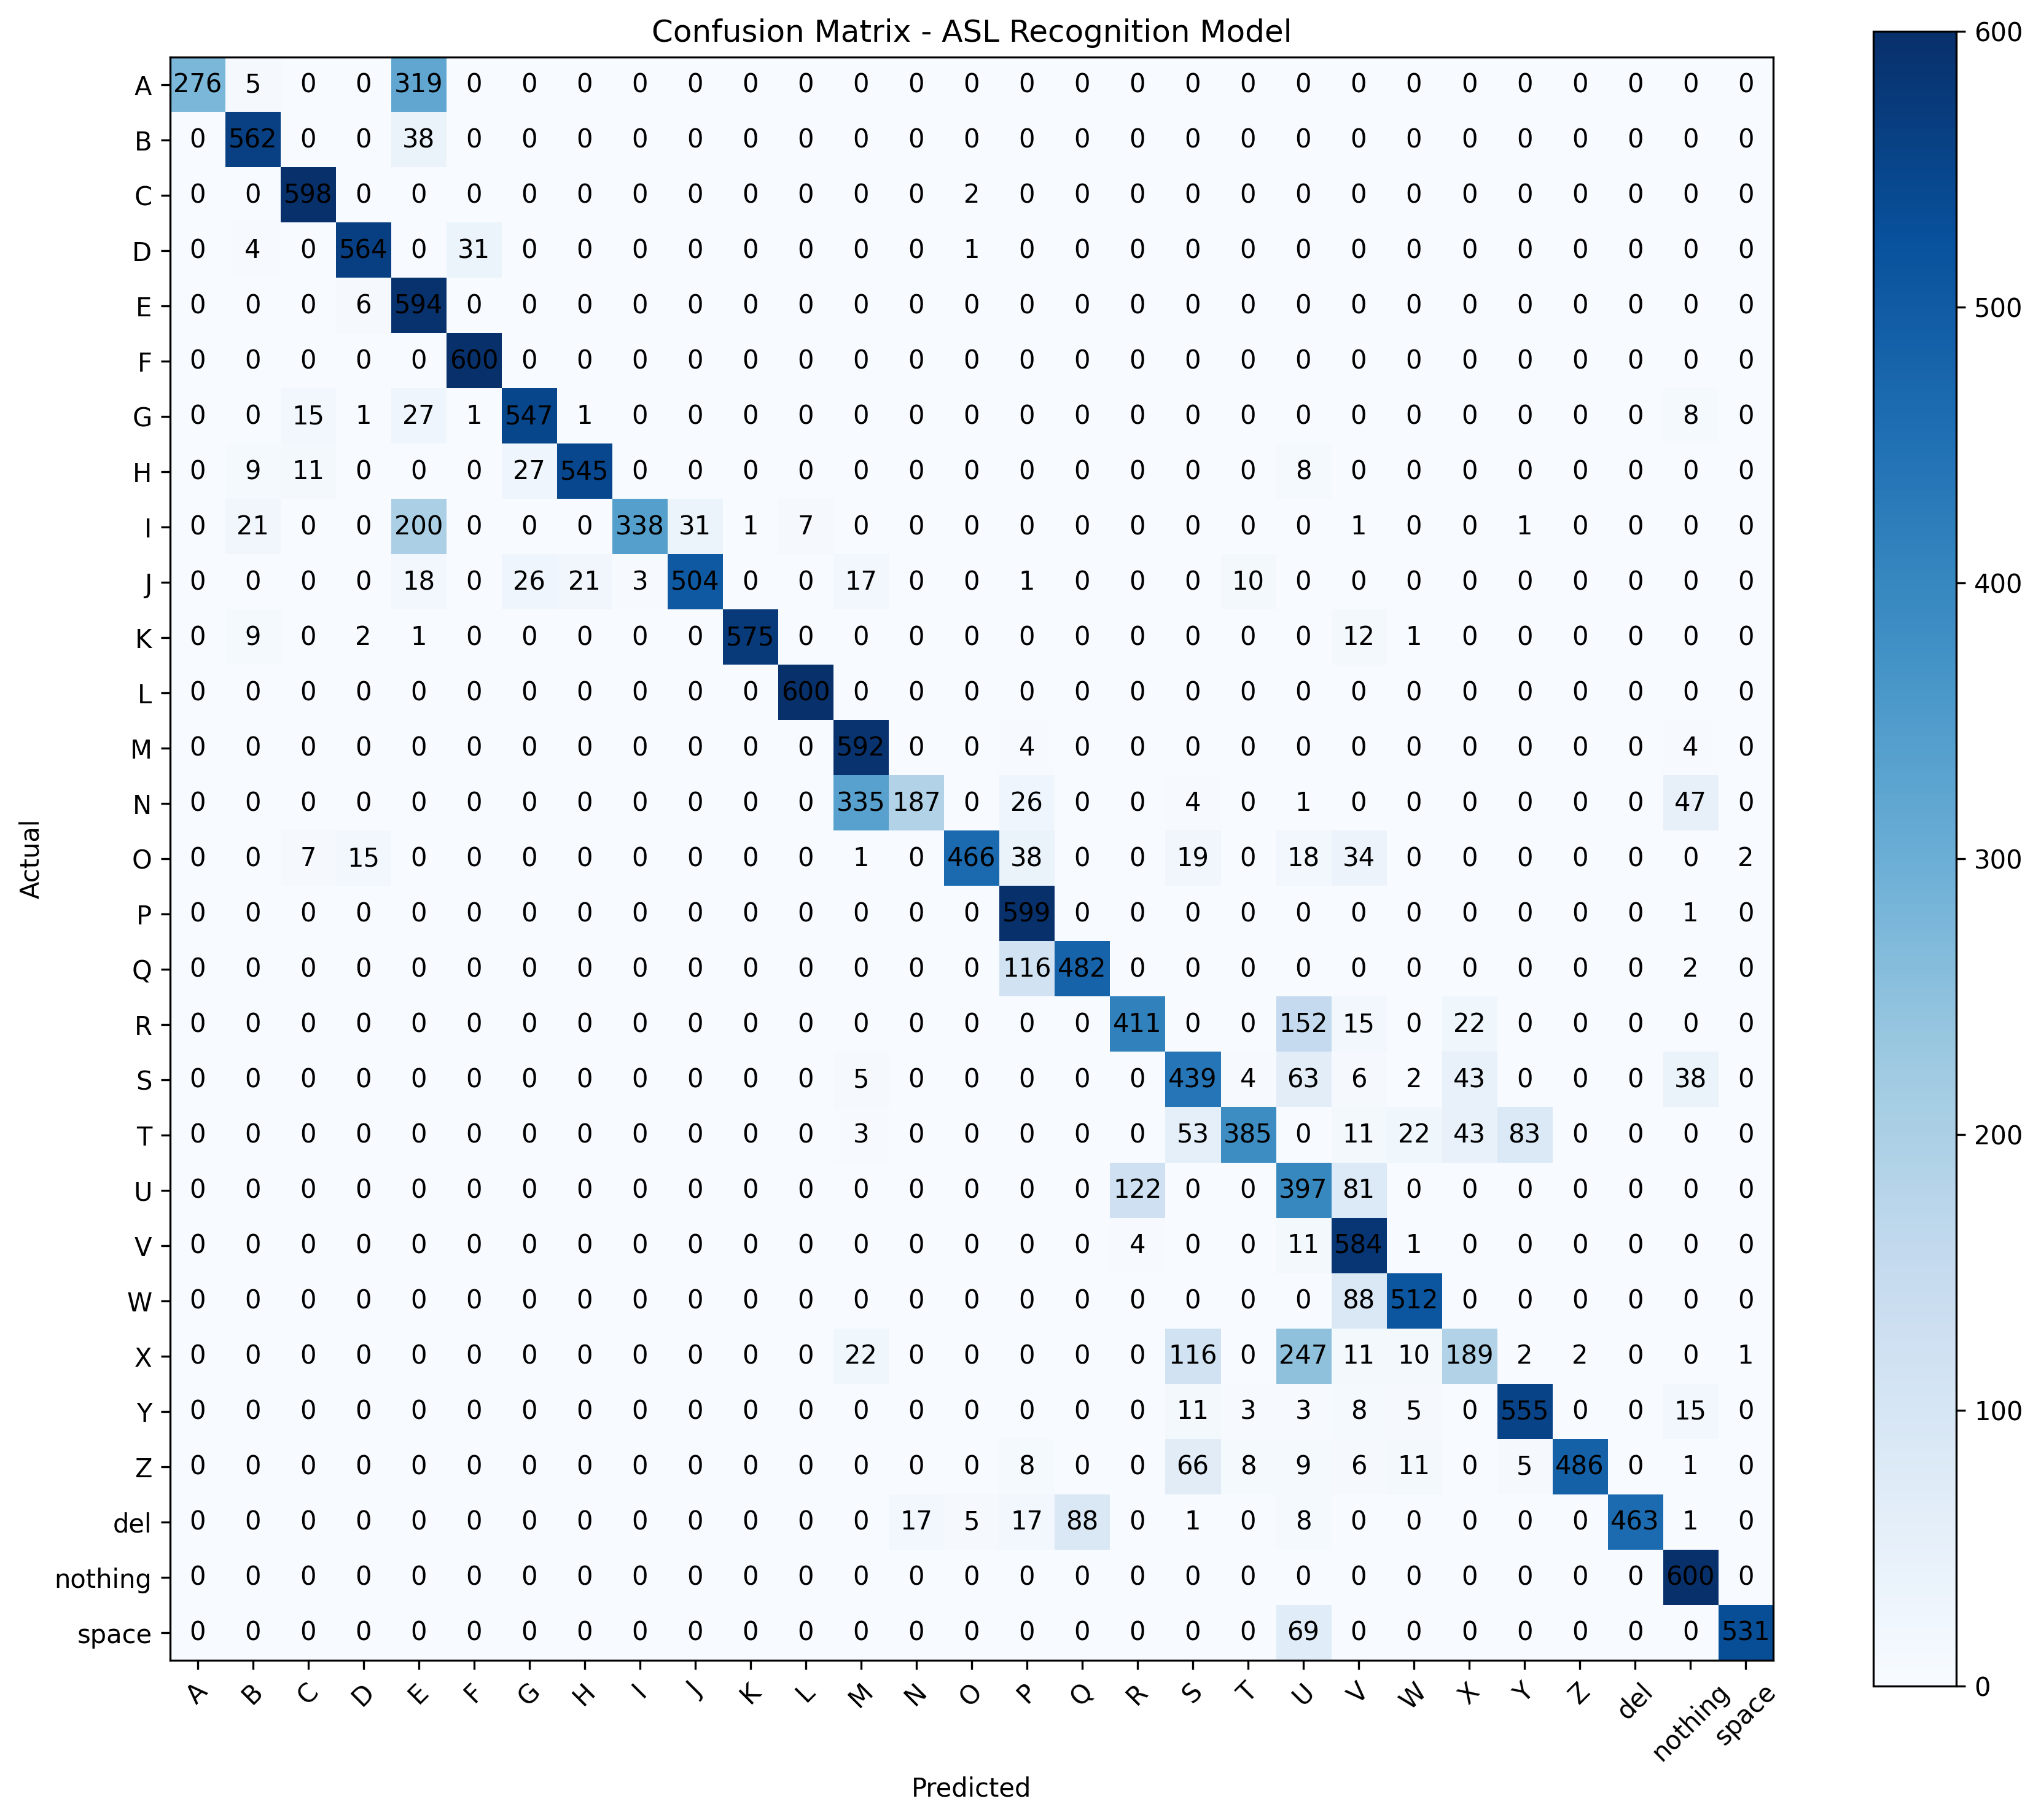 Confusion Matrix - ASL Recognition Model
600
A 276 5 0 0 319 0 0 0 0 0 0 0 0 0 0 0 0 0 0 0 0 0 0 0 0 0 0 0 0
B 0 562 0 0 38 0 0 0 0 0 0 0 0 0 0 0 0 0 0 0 0 0 0 0 0 0 0 0 0
C 0 0 598 0 0 0 0 0 0 0 0 0 0 0 2 0 0 0 0 0 0 0 0 0 0 0 0 0 0
D 0 4 0 564 0 31 0 0 0 0 0 0 0 0 1 0 0 0 0 0 0 0 0 0 0 0 0 0 0
E 0 0 0 6 594 0 0 0 0 0 0 0 0 0 0 0 0 0 0 0 0 0 0 0 0 0 0 0 0
500
F 0 0 0 0 0 600 0 0 0 0 0 0 0 0 0 0 0 0 0 0 0 0 0 0 0 0 0 0 0
G 0 0 15 1 27 1 547 1 0 0 0 0 0 0 0 0 0 0 0 0 0 0 0 0 0 0 0 8 0
H 0 9 11 0 0 0 27 545 0 0 0 0 0 0 0 0 0 0 0 0 8 0 0 0 0 0 0 0 0
I 0 21 0 0 200 0 0 0 338 31 1 7 0 0 0 0 0 0 0 0 0 1 0 0 1 0 0 0 0
J 0 0 0 0 18 0 26 21 3 504 0 0 17 0 0 1 0 0 0 10 0 0 0 0 0 0 0 0 0
400
K 0 9 0 2 1 0 0 0 0 0 575 0 0 0 0 0 0 0 0 0 0 12 1 0 0 0 0 0 0
L 0 0 0 0 0 0 0 0 0 0 0 600 0 0 0 0 0 0 0 0 0 0 0 0 0 0 0 0 0
M 0 0 0 0 0 0 0 0 0 0 0 0 592 0 0 4 0 0 0 0 0 0 0 0 0 0 0 4 0
N 0 0 0 0 0 0 0 0 0 0 0 0 335 187 0 26 0 0 4 0 1 0 0 0 0 0 0 47 0
Actual
O 0 0 7 15 0 0 0 0 0 0 0 0 1 0 466 38 0 0 19 0 18 34 0 0 0 0 0 0 2
300
P 0 0 0 0 0 0 0 0 0 0 0 0 0 0 0 599 0 0 0 0 0 0 0 0 0 0 0 1 0
Q 0 0 0 0 0 0 0 0 0 0 0 0 0 0 0 116 482 0 0 0 0 0 0 0 0 0 0 2 0
R 0 0 0 0 0 0 0 0 0 0 0 0 0 0 0 0 0 411 0 0 152 15 0 22 0 0 0 0 0
S 0 0 0 0 0 0 0 0 0 0 0 0 5 0 0 0 0 0 439 4 63 6 2 43 0 0 0 38 0
T 0 0 0 0 0 0 0 0 0 0 0 0 3 0 0 0 0 0 53 385 0 11 22 43 83 0 0 0 0
200
U 0 0 0 0 0 0 0 0 0 0 0 0 0 0 0 0 0 122 0 0 397 81 0 0 0 0 0 0 0
V 0 0 0 0 0 0 0 0 0 0 0 0 0 0 0 0 0 4 0 0 11 584 1 0 0 0 0 0 0
W 0 0 0 0 0 0 0 0 0 0 0 0 0 0 0 0 0 0 0 0 0 88 512 0 0 0 0 0 0
X 0 0 0 0 0 0 0 0 0 0 0 0 22 0 0 0 0 0 116 0 247 11 10 189 2 2 0 0 1
Y 0 0 0 0 0 0 0 0 0 0 0 0 0 0 0 0 0 0 11 3 3 8 5 0 555 0 0 15 0
100
Z 0 0 0 0 0 0 0 0 0 0 0 0 0 0 0 8 0 0 66 8 9 6 11 0 5 486 0 1 0
del 0 0 0 0 0 0 0 0 0 0 0 0 0 17 5 17 88 0 1 0 8 0 0 0 0 0 463 1 0
nothing 0 0 0 0 0 0 0 0 0 0 0 0 0 0 0 0 0 0 0 0 0 0 0 0 0 0 0 600 0
space 0 0 0 0 0 0 0 0 0 0 0 0 0 0 0 0 0 0 0 0 69 0 0 0 0 0 0 0 531
0
A B C D E F G H I J K L M N O P Q R S T U V W X Y Z del nothing space
Predicted